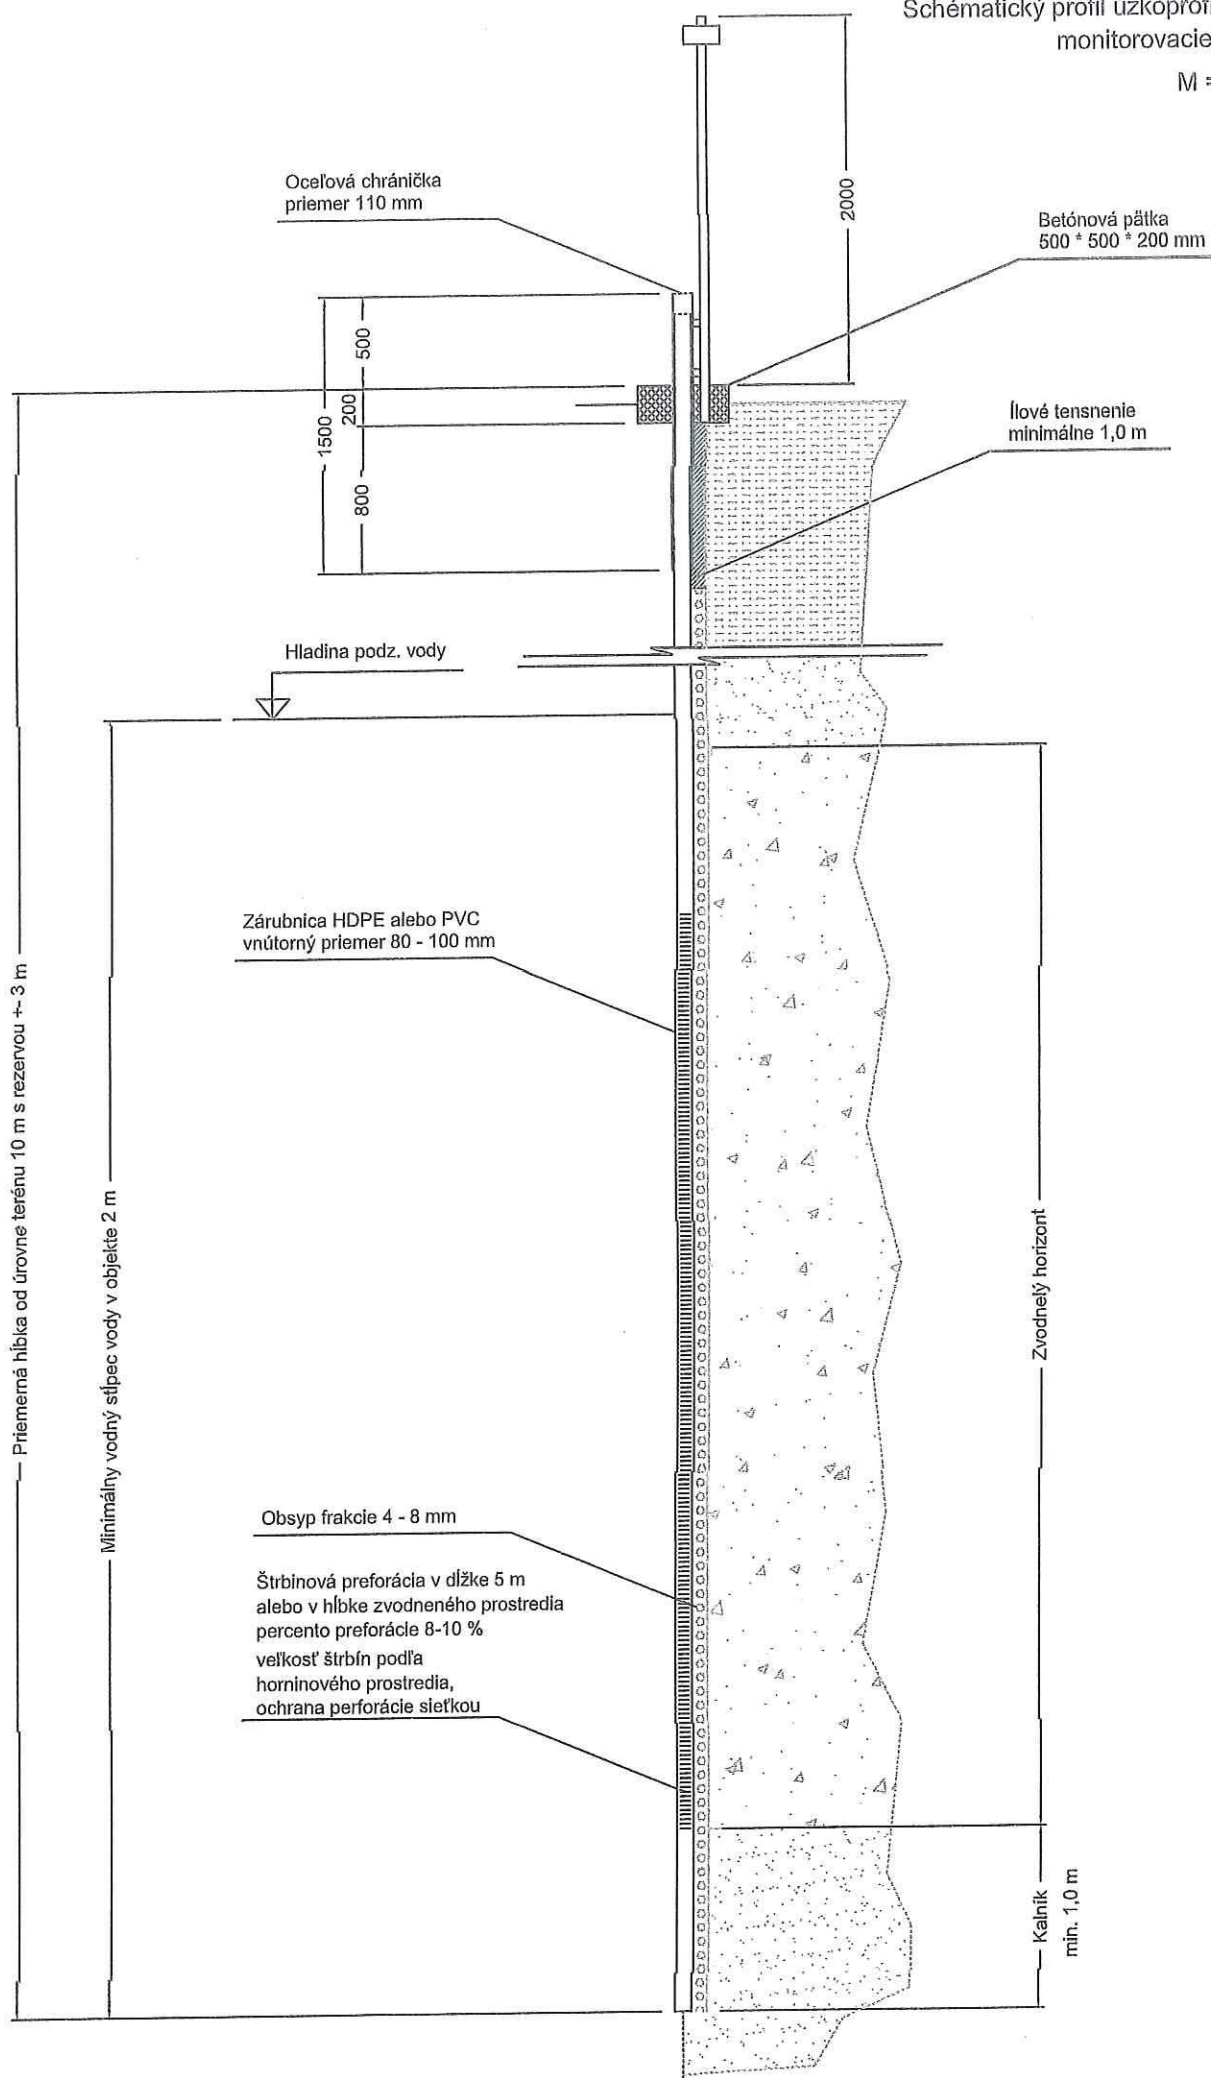 Schématický profil úzkoprofi
monitorovacie
M =
Oceľová chránička
priemer 110 mm
2000
Betónová pätka
500 * 500 * 200 mm
500
200
1500
800
Ílové tensnenie
minimálne 1,0 m
Hladina podz. vody
Zárubnica HDPE alebo PVC
vnútorný priemer 80 - 100 mm
Priemerná hĺbka od úrovne terénu 10 m s rezervou +- 3 m
Minimálny vodný stĺpec vody v objekte 2 m
Zvodnelý horizont
Obsyp frakcie 4 - 8 mm
Štrbinová preforácia v dĺžke 5 m
alebo v hĺbke zvodneného prostredia
percento preforácie 8-10 %
veľkosť štrbín podľa
horninového prostredia,
ochrana perforácie sieťkou
Kalník
min. 1,0 m